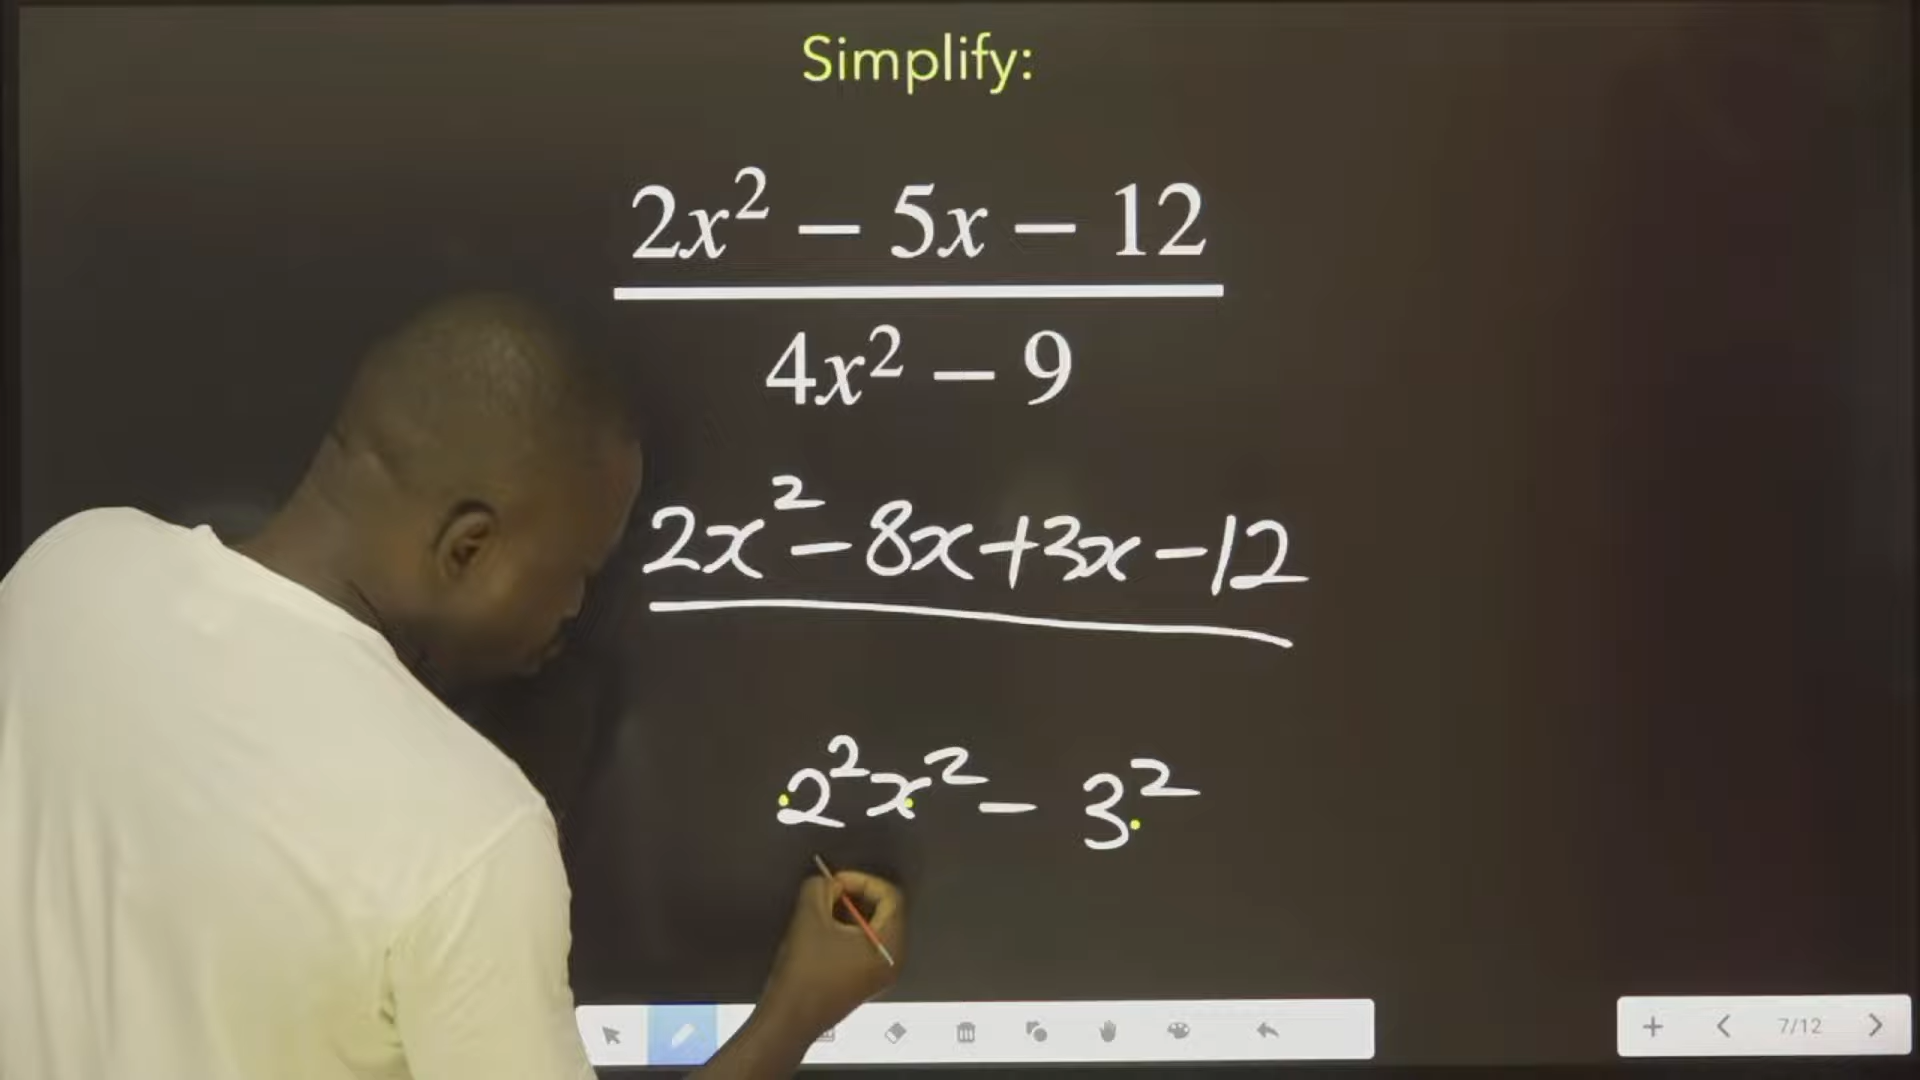 Simplify:
2x² − 5x − 12
4x² − 9
2x² − 8x + 3x − 12
2²x² − 3²
7/12